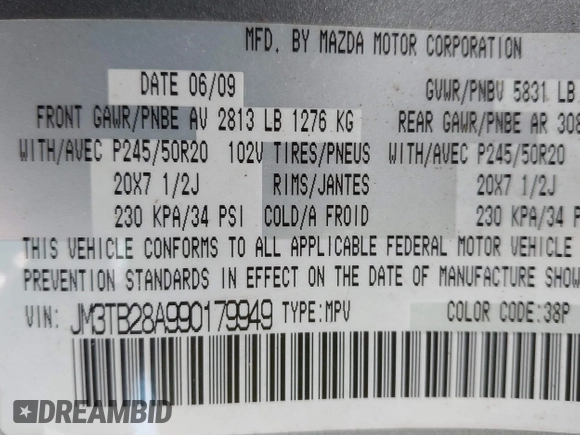 MFD. BY MAZDA MOTOR CORPORATION
DATE 06/09 GVWR/PNBV 5831 LB
FRONT GAWR/PNBE AV 2813 LB 1276 KG REAR GAWR/PNBE AR 308
WITH/AVEC P245/50R20 102V TIRES/PNEUS WITH/AVEC P245/50R20
20X7 1/2J RIMS/JANTES 20X7 1/2J
230 KPA/34 PSI COLD/A FROID 230 KPA/34 P
THIS VEHICLE CONFORMS TO ALL APPLICABLE FEDERAL MOTOR VEHICLE
PREVENTION STANDARDS IN EFFECT ON THE DATE OF MANUFACTURE SHOWN
VIN: JM3TB28A990179949 TYPE:MPV COLOR CODE:38P
DREAMBID